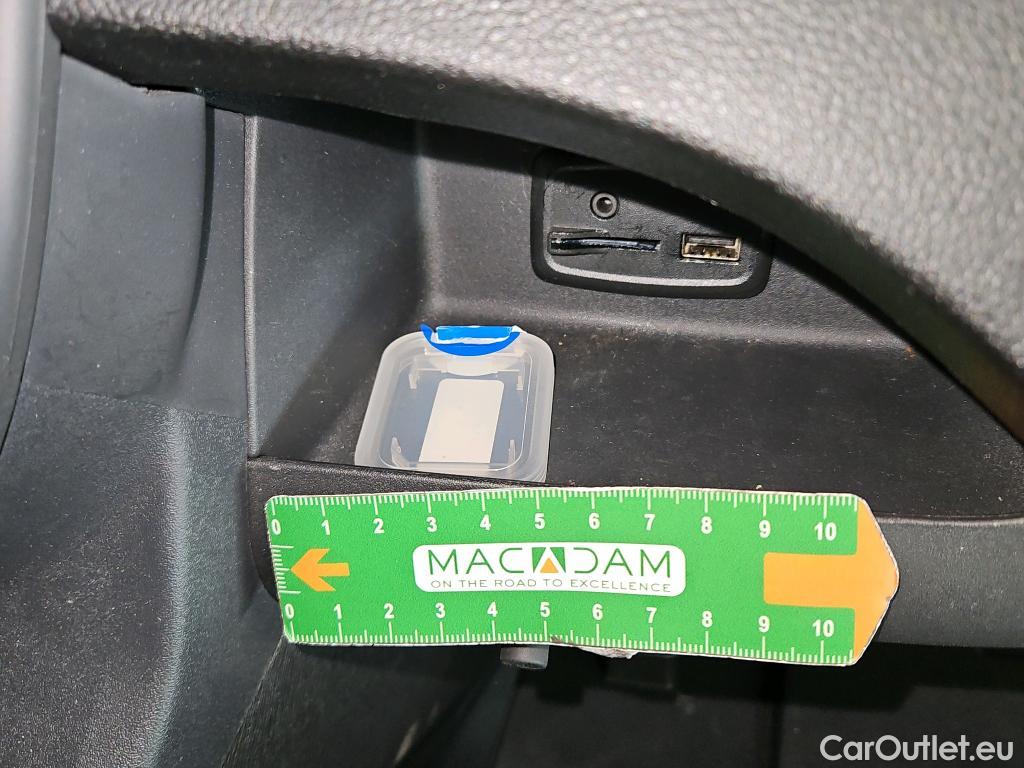 0 1 2 3 4 5 6 7 8 9 10
MACADAM
ON THE ROAD TO EXCELLENCE
0 1 2 3 4 5 6 7 8 9 10
CarOutlet.eu